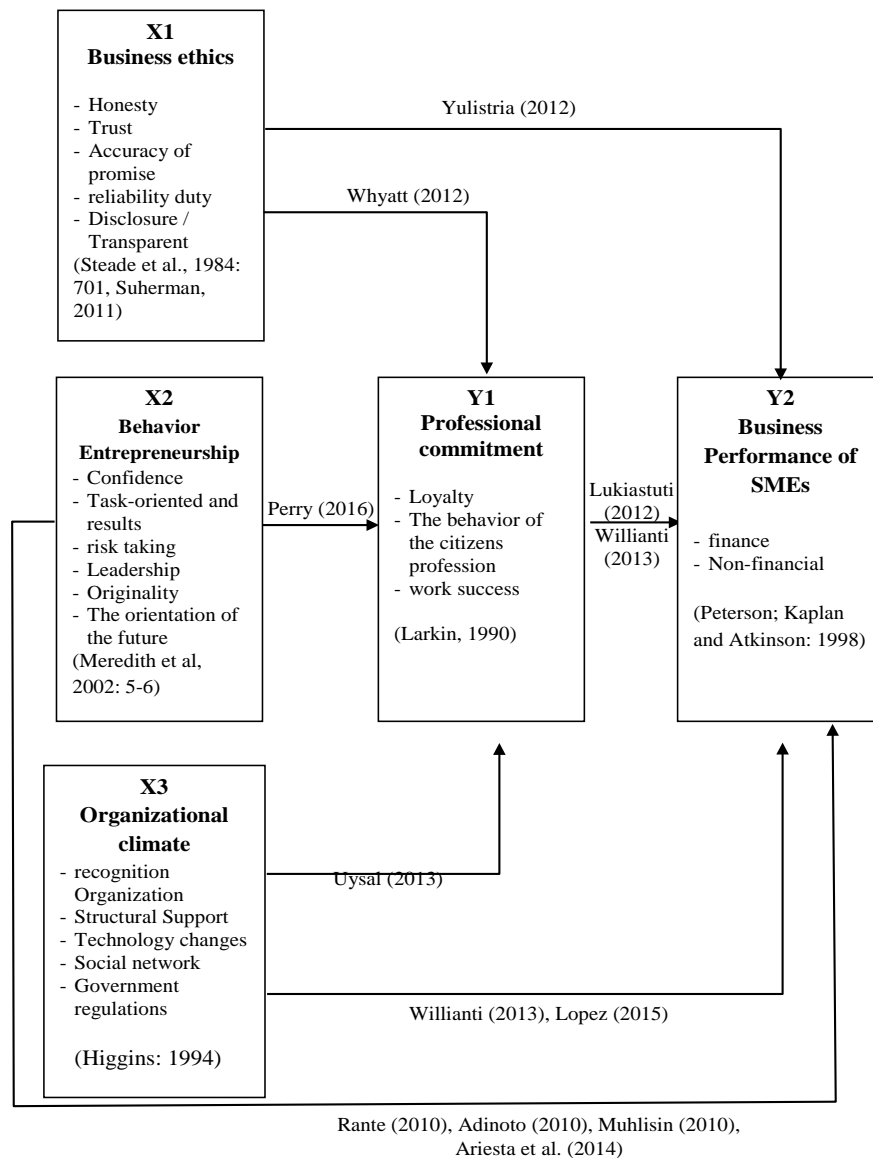 X1
Business ethics
- Honesty
- Trust
- Accuracy of
promise
- reliability duty
- Disclosure /
Transparent
(Steade et al., 1984:
701, Suherman,
2011)
Yulistria (2012)
Whyatt (2012)
X2
Behavior
Entrepreneurship
- Confidence
- Task-oriented and
results
- risk taking
- Leadership
- Originality
- The orientation of
the future
(Meredith et al,
2002: 5-6)
Perry (2016)
Y1
Professional
commitment
- Loyalty
- The behavior of
the citizens
profession
- work success
(Larkin, 1990)
Lukiastuti
(2012)
Willianti
(2013)
Y2
Business
Performance of
SMEs
- finance
- Non-financial
(Peterson; Kaplan
and Atkinson: 1998)
X3
Organizational
climate
- recognition
Organization
- Structural Support
- Technology changes
- Social network
- Government
regulations
(Higgins: 1994)
Uysal (2013)
Willianti (2013), Lopez (2015)
Rante (2010), Adinoto (2010), Muhlisin (2010),
Ariesta et al. (2014)